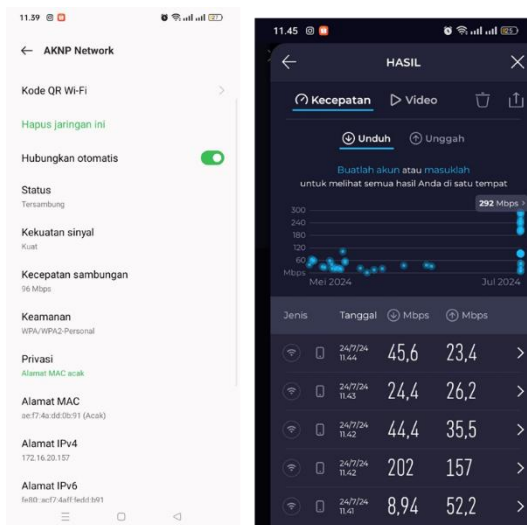 11.39
37
← AKNP Network
Kode QR Wi-Fi
Hapus jaringan ini
Hubungkan otomatis
Status
Tersambung
Kekuatan sinyal
Kuat
Kecepatan sambungan
96 Mbps
Keamanan
WPA/WPA2-Personal
Privasi
Alamat MAC acak
Alamat MAC
ae:f7:4a:dd:0b:91 (Acak)
Alamat IPv4
172.16.20.157
Alamat IPv6
fe80::acf7:4aff:fedd:b91
11.45
HASIL
Kecepatan Video
Unduh Unggah
Buatlah akun atau masuklah
untuk melihat semua hasil Anda di satu tempat
292 Mbps >
300
240
180
120
60
Mbps
Mei 2024 Jul 2024
Jenis Tanggal Mbps Mbps
24/7/24 11.44 45,6 23,4
24/7/24 11.43 24,4 26,2
24/7/24 11.42 44,4 35,5
24/7/24 11.42 202 157
24/7/24 11.41 8,94 52,2